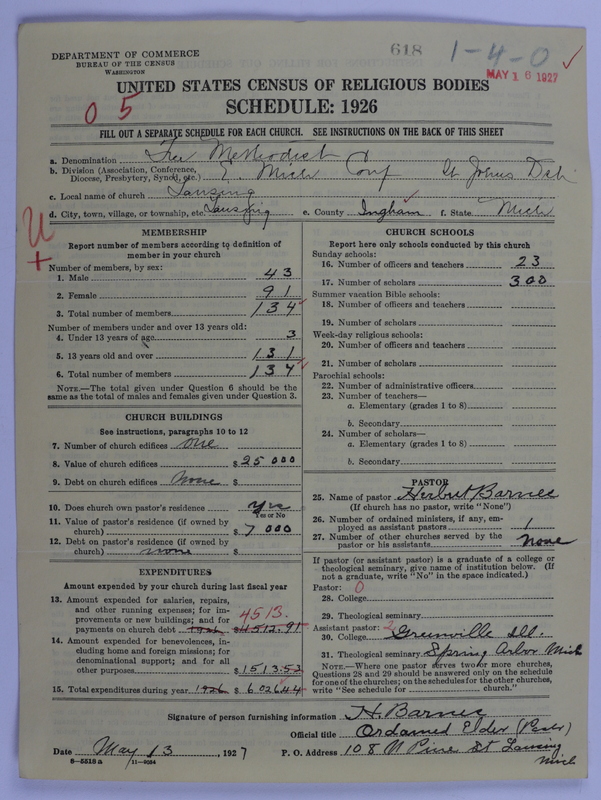 618 1-4-0 ✓
DEPARTMENT OF COMMERCE
BUREAU OF THE CENSUS
WASHINGTON
MAY 16 1927
UNITED STATES CENSUS OF RELIGIOUS BODIES
SCHEDULE: 1926
0 5
FILL OUT A SEPARATE SCHEDULE FOR EACH CHURCH. SEE INSTRUCTIONS ON THE BACK OF THIS SHEET
a. Denomination Free Methodist
b. Division (Association, Conference, Diocese, Presbytery, Synod, etc.) E. Mich Conf St Johns Dst
c. Local name of church Lansing
d. City, town, village, or township, etc. Lansing e. County Ingham f. State Mich
U
+
MEMBERSHIP
Report number of members according to definition of
member in your church
Number of members, by sex:
1. Male 43
2. Female 91
3. Total number of members 134
Number of members under and over 13 years old:
4. Under 13 years of age 3
5. 13 years old and over 131
6. Total number of members 134
NOTE.—The total given under Question 6 should be the
same as the total of males and females given under Question 3.
CHURCH BUILDINGS
See instructions, paragraphs 10 to 12
7. Number of church edifices one
8. Value of church edifices $25000
9. Debt on church edifices None $
10. Does church own pastor's residence Yes
Yes or No
11. Value of pastor's residence (if owned by
church) $7000
12. Debt on pastor's residence (if owned by
church) none $
EXPENDITURES
Amount expended by your church during last fiscal year
13. Amount expended for salaries, repairs,
and other running expenses; for im-
provements or new buildings; and for 4513.
payments on church debt 1926 $4512.91
14. Amount expended for benevolences, in-
cluding home and foreign missions; for
denominational support; and for all
other purposes $1513.52
15. Total expenditures during year 1926 $6026.44
CHURCH SCHOOLS
Report here only schools conducted by this church
Sunday schools:
16. Number of officers and teachers 23
17. Number of scholars 300
Summer vacation Bible schools:
18. Number of officers and teachers
19. Number of scholars
Week-day religious schools:
20. Number of officers and teachers
21. Number of scholars
Parochial schools:
22. Number of administrative officers
23. Number of teachers—
a. Elementary (grades 1 to 8)
b. Secondary
24. Number of scholars—
a. Elementary (grades 1 to 8)
b. Secondary
PASTOR
25. Name of pastor Herbert Barnes
(If church has no pastor, write "None")
26. Number of ordained ministers, if any, em-
ployed as assistant pastors 1
27. Number of other churches served by the
pastor or his assistants None
If pastor (or assistant pastor) is a graduate of a college or
theological seminary, give name of institution below. (If
not a graduate, write "No" in the space indicated.)
Pastor: 0
28. College
29. Theological seminary
Assistant pastor: 2
30. College Greenville Ill.
31. Theological seminary Spring Arbor Mich
NOTE.—Where one pastor serves two or more churches,
Questions 28 and 29 should be answered only on the schedule
for one of the churches; on the schedules for the other churches,
write "See schedule for church."
Signature of person furnishing information H. Barnes
Official title Ordained Elder (Pastor)
Date May 13, 1927 P. O. Address 108 N Pine St Lansing
Mich
8—5518 a 11—9034